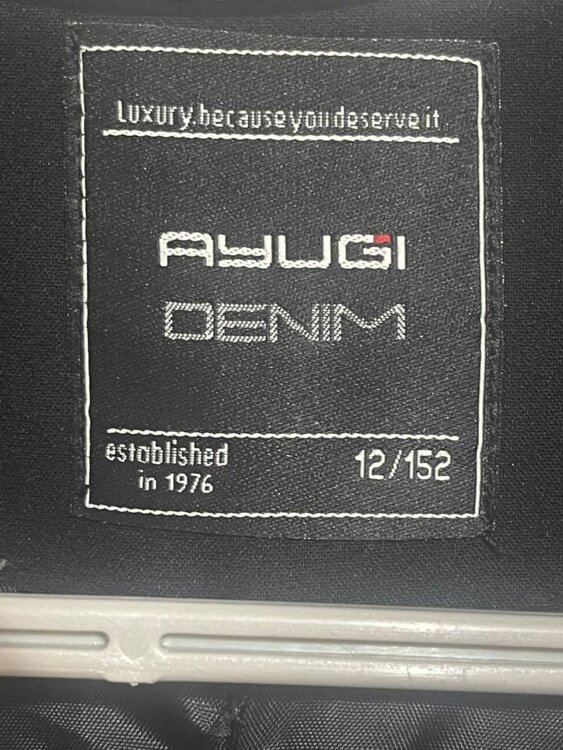 Luxury, because you deserve it.
AYUGI
DENIM
established
in 1976
12/152